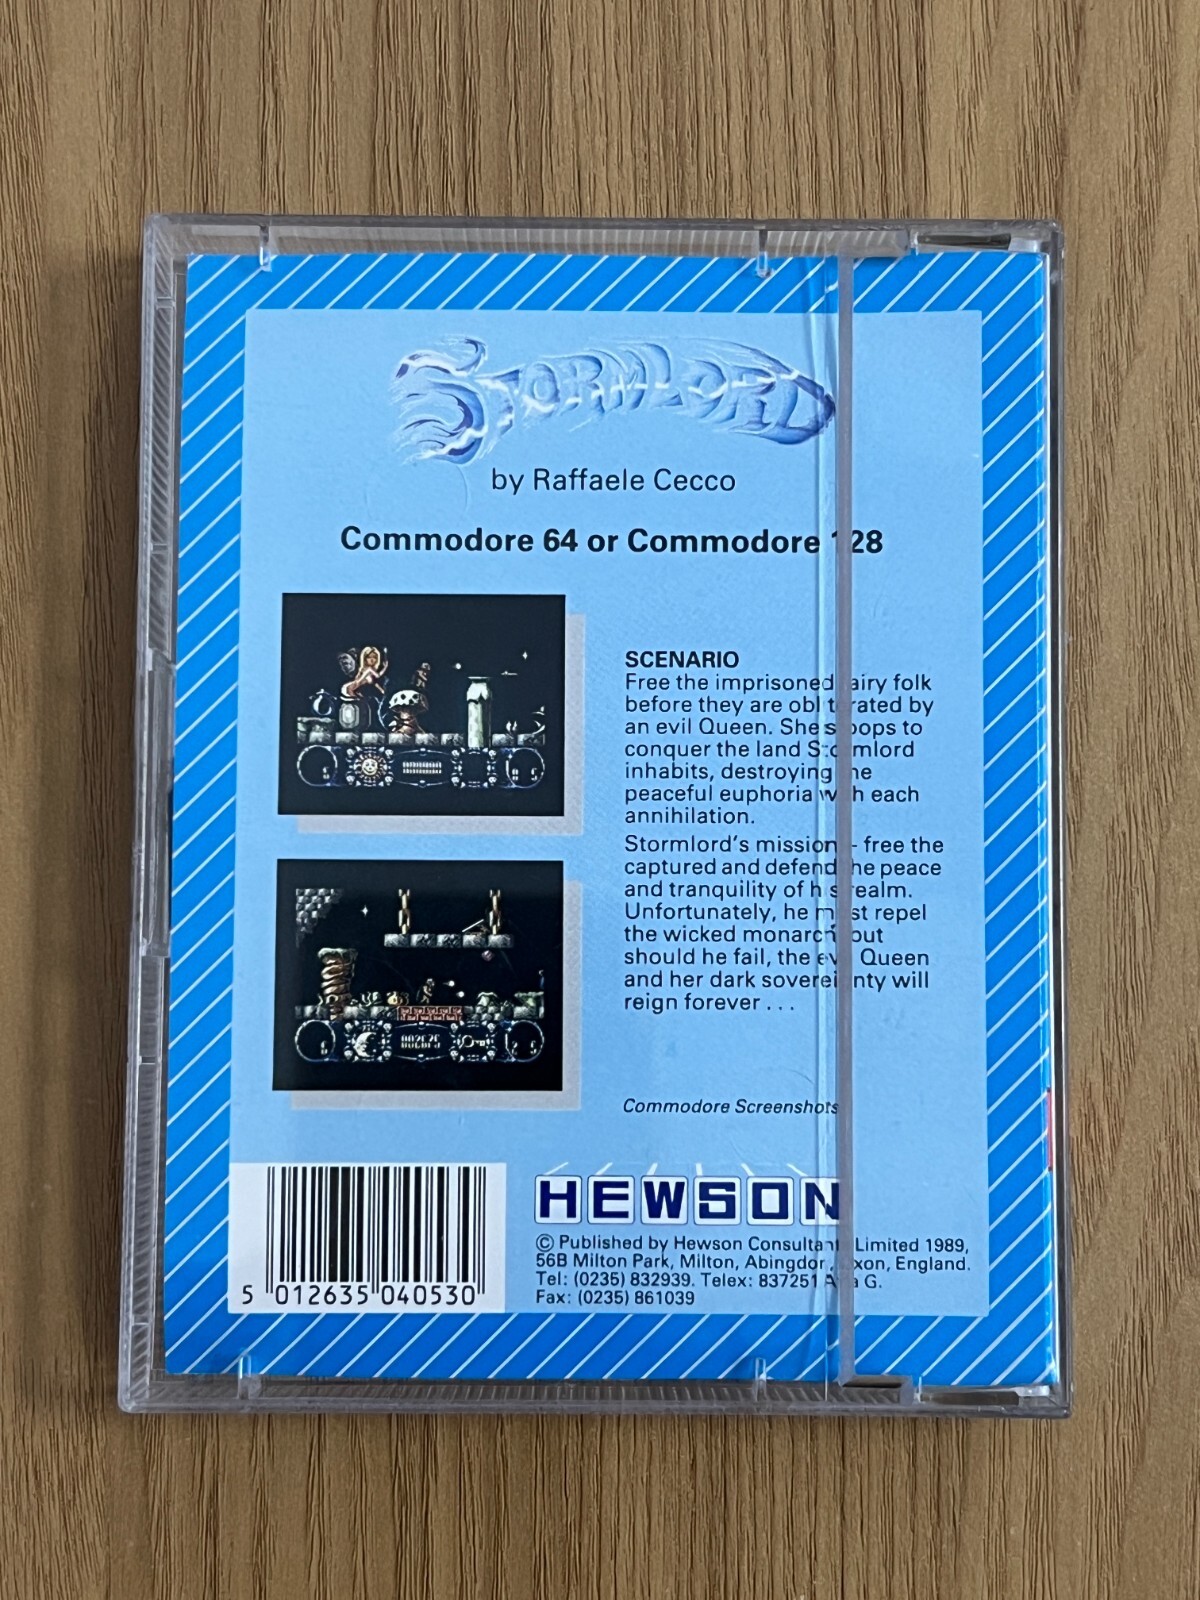 STORMLORD
by Raffaele Cecco
Commodore 64 or Commodore 128
SCENARIO
Free the imprisoned fairy folk
before they are obliterated by
an evil Queen. She stoops to
conquer the land Stormlord
inhabits, destroying the
peaceful euphoria with each
annihilation.
Stormlord's mission - free the
captured and defend the peace
and tranquility of his realm.
Unfortunately, he must repel
the wicked monarch but
should he fail, the evil Queen
and her dark sovereignty will
reign forever . . .
Commodore Screenshots
5 012635 040530
HEWSON
© Published by Hewson Consultants Limited 1989,
56B Milton Park, Milton, Abingdon, Oxon, England.
Tel: (0235) 832939. Telex: 837251 G.
Fax: (0235) 861039